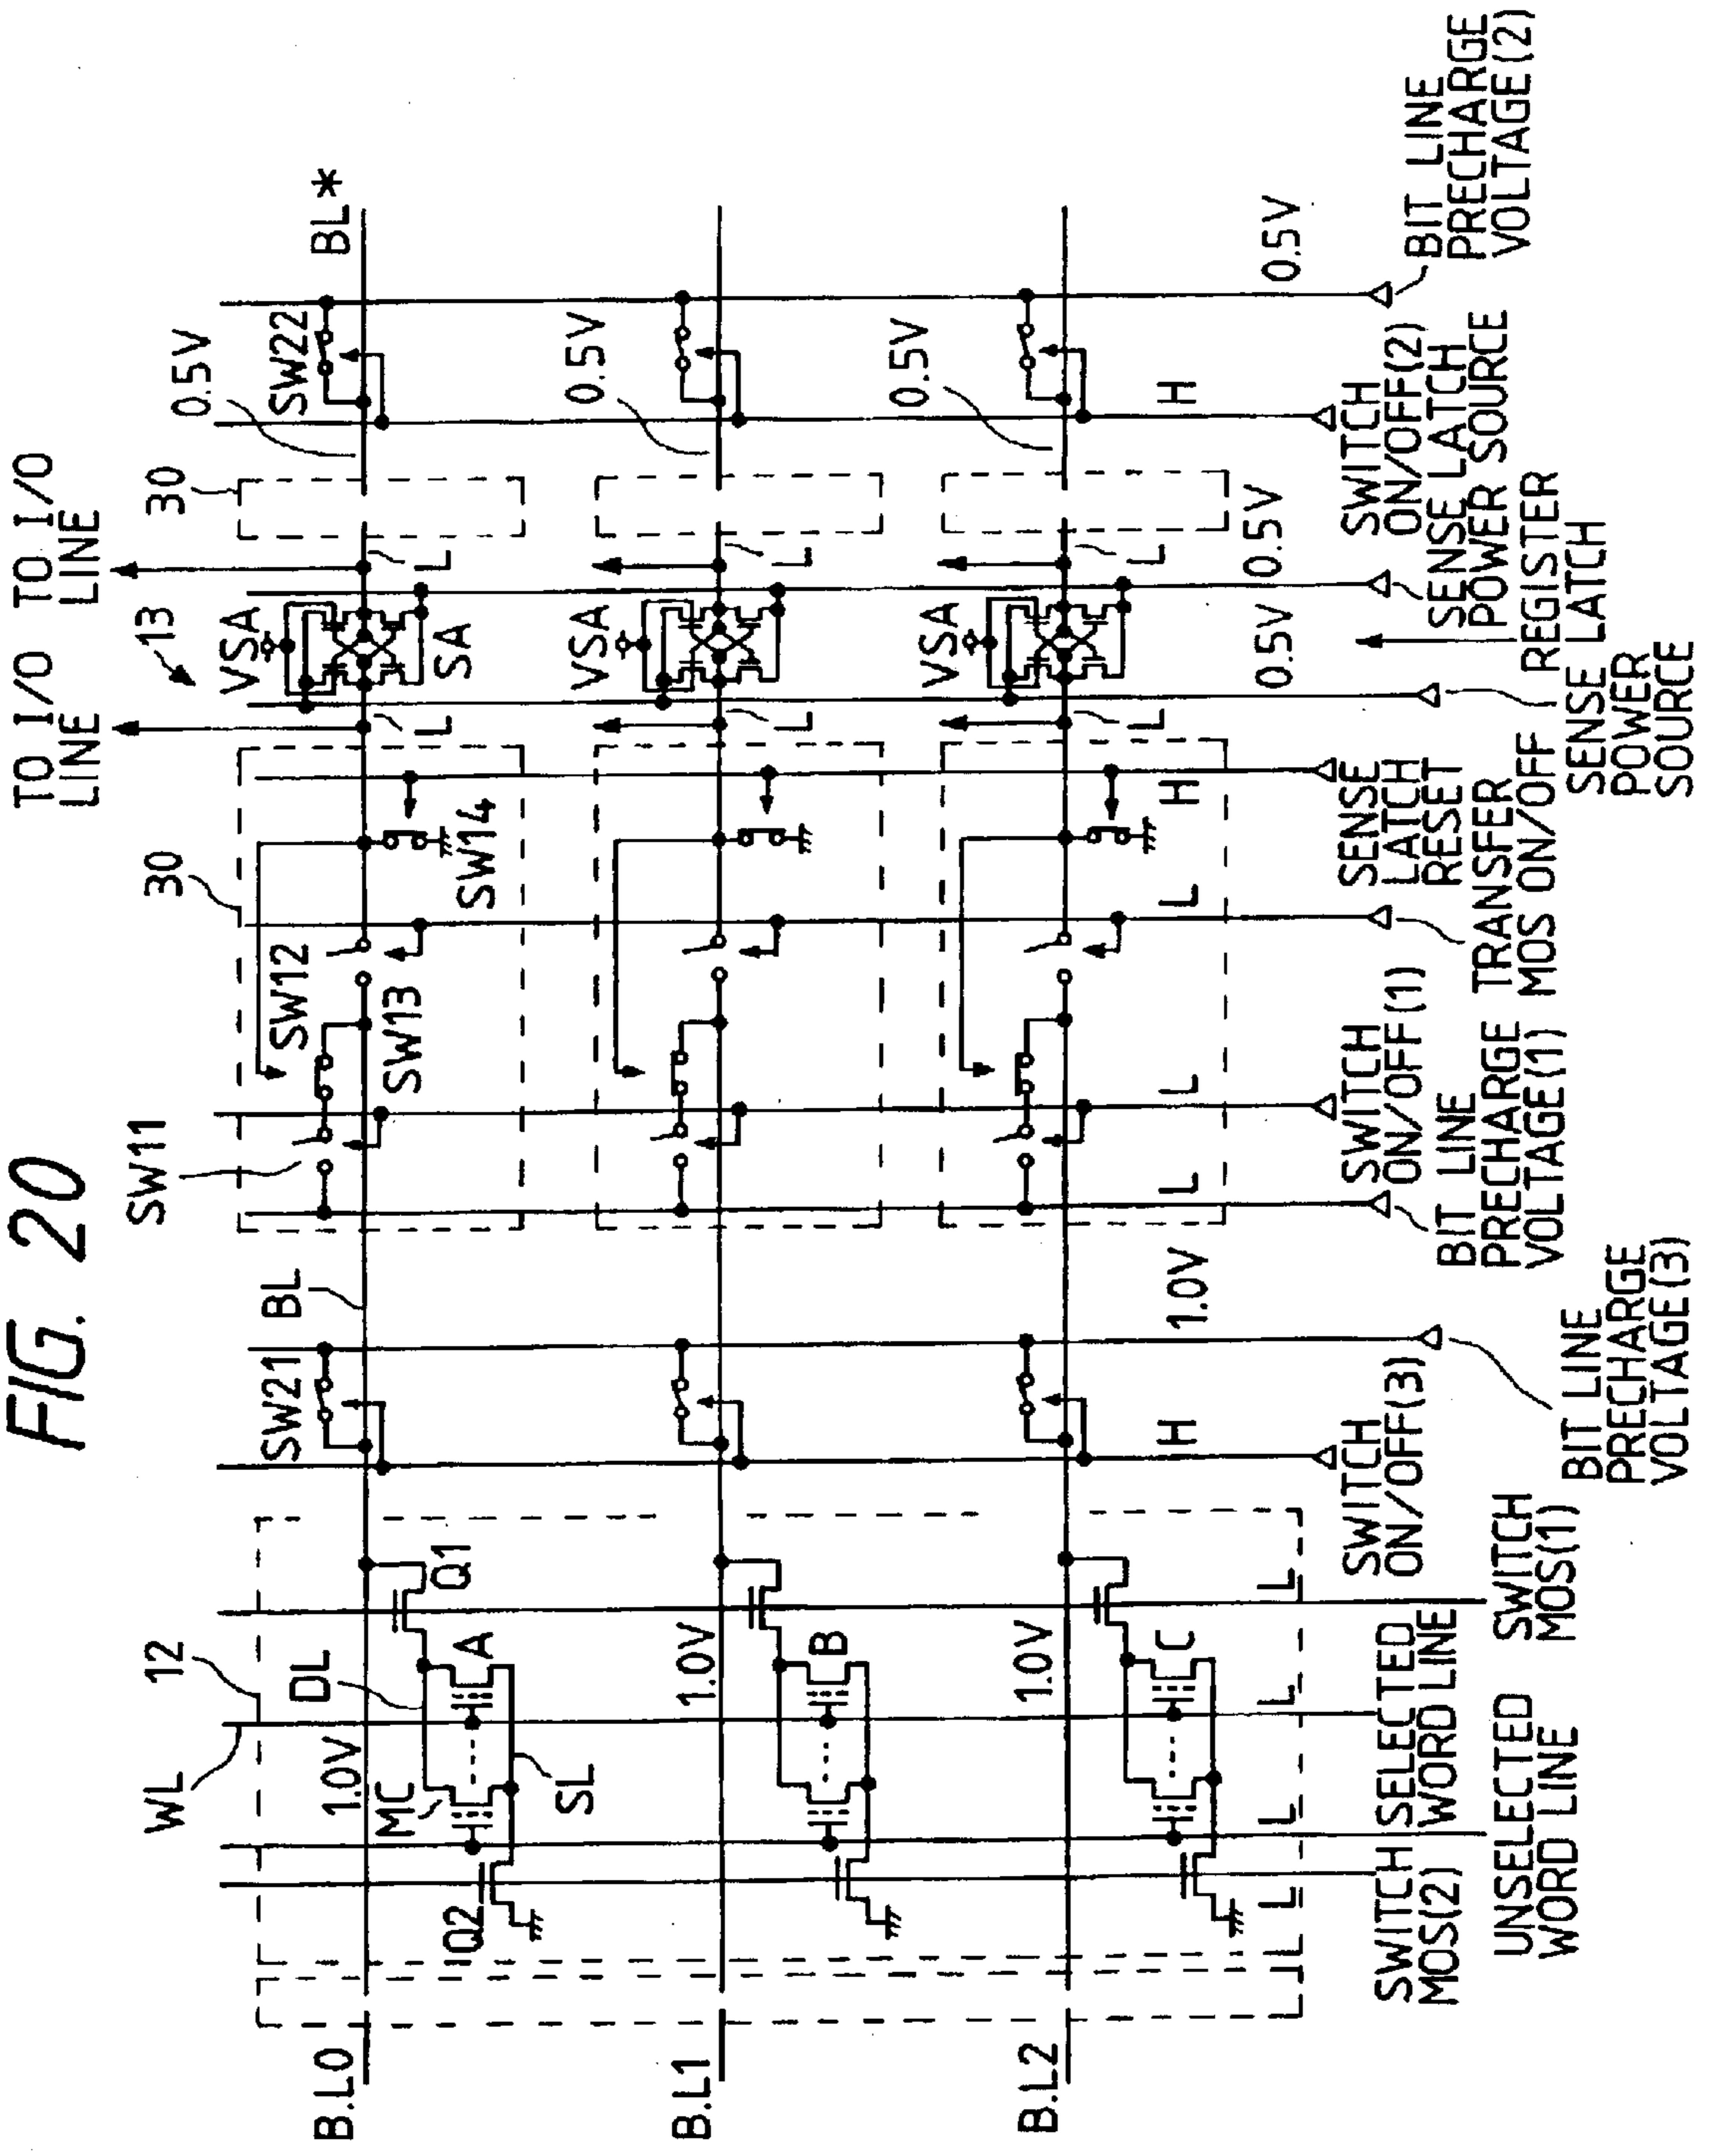 FIG. 20
TO I/O
LINE
TO I/O
LINE
13
SW11
30
30
WL
12
DL
1.0V
MC
A
Q1
SL
Q2
SW21
BL
SW12
SW13
SW14
VSA
SA
L
L
0.5V
SW22
BL*
B.L0
1.0V
B
VSA
L
L
0.5V
B.L1
1.0V
C
VSA
L
L
0.5V
B.L2
L
L
L
L
H
1.0V
L
L
L
H
0.5V
0.5V
H
0.5V
SWITCH
MOS(2)
UNSELECTED
WORD LINE
SELECTED
WORD LINE
SWITCH
MOS(1)
SWITCH
ON/OFF(3)
BIT LINE
PRECHARGE
VOLTAGE(3)
BIT LINE
PRECHARGE
VOLTAGE(1)
SWITCH
ON/OFF(1)
TRANSFER
MOS ON/OFF
SENSE
LATCH
RESET
SENSE LATCH
POWER
SOURCE
REGISTER
SENSE LATCH
POWER SOURCE
SWITCH
ON/OFF(2)
BIT LINE
PRECHARGE
VOLTAGE(2)